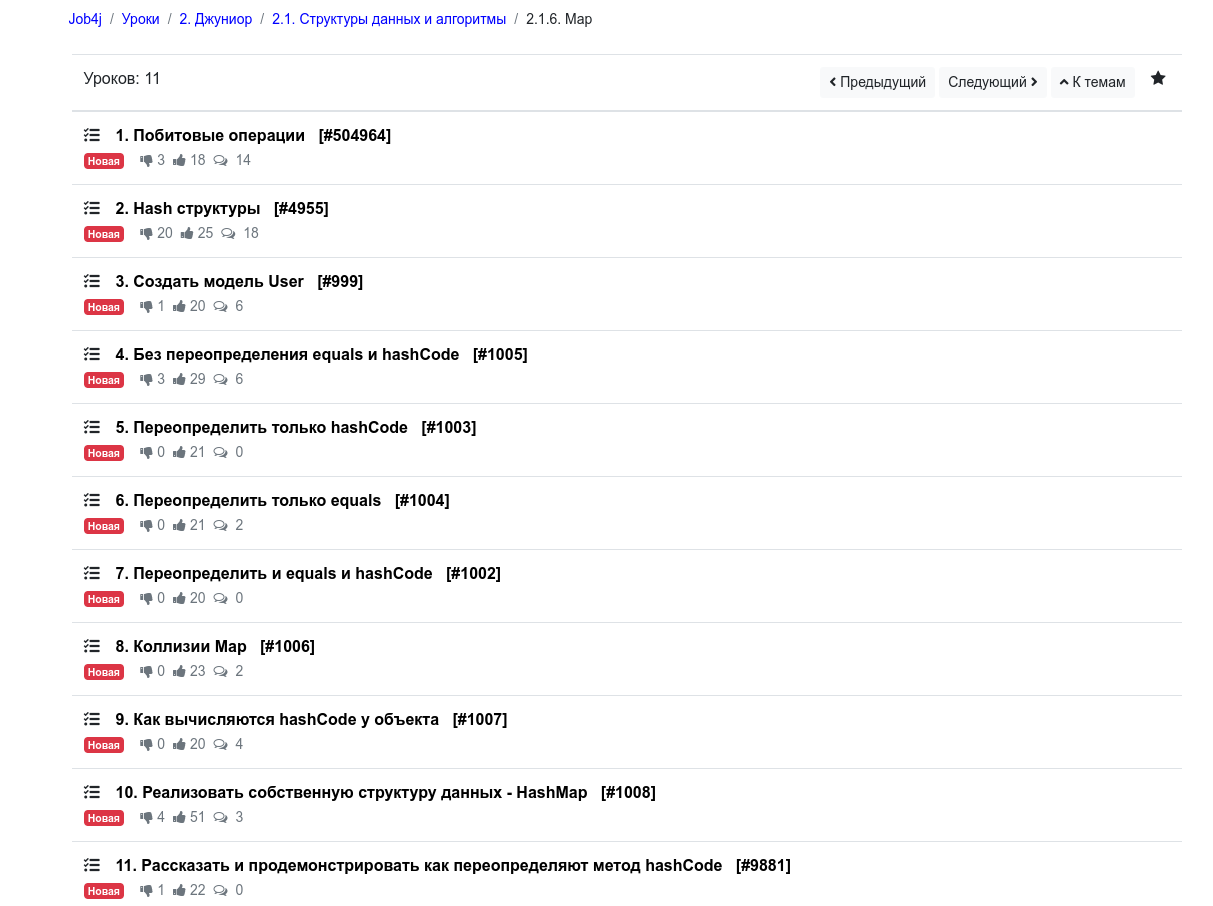 Job4j / Уроки / 2. Джуниор / 2.1. Структуры данных и алгоритмы / 2.1.6. Map
Уроков: 11 Предыдущий Следующий К темам
1. Побитовые операции [#504964]
Новая 3 18 14
2. Hash структуры [#4955]
Новая 20 25 18
3. Создать модель User [#999]
Новая 1 20 6
4. Без переопределения equals и hashCode [#1005]
Новая 3 29 6
5. Переопределить только hashCode [#1003]
Новая 0 21 0
6. Переопределить только equals [#1004]
Новая 0 21 2
7. Переопределить и equals и hashCode [#1002]
Новая 0 20 0
8. Коллизии Map [#1006]
Новая 0 23 2
9. Как вычисляются hashCode у объекта [#1007]
Новая 0 20 4
10. Реализовать собственную структуру данных - HashMap [#1008]
Новая 4 51 3
11. Рассказать и продемонстрировать как переопределяют метод hashCode [#9881]
Новая 1 22 0